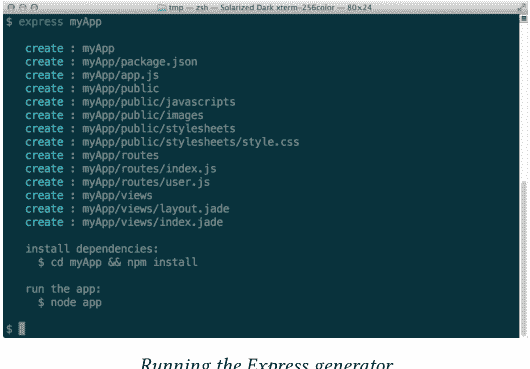 tmp — zsh — Solarized Dark xterm-256color — 80×24
$ express myApp
create : myApp
create : myApp/package.json
create : myApp/app.js
create : myApp/public
create : myApp/public/javascripts
create : myApp/public/images
create : myApp/public/stylesheets
create : myApp/public/stylesheets/style.css
create : myApp/routes
create : myApp/routes/index.js
create : myApp/routes/user.js
create : myApp/views
create : myApp/views/layout.jade
create : myApp/views/index.jade
install dependencies:
$ cd myApp && npm install
run the app:
$ node app
$
Running the Express generator